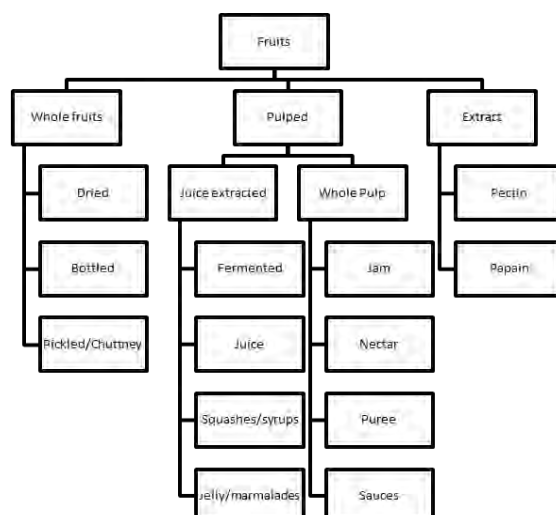 Fruits
Whole fruits
Pulped
Extract
Dried
Juice extracted
Whole Pulp
Pectin
Bottled
Fermented
Jam
Papain
Pickled/Chuttney
Juice
Nectar
Squashes/syrups
Puree
Jelly/marmalades
Sauces